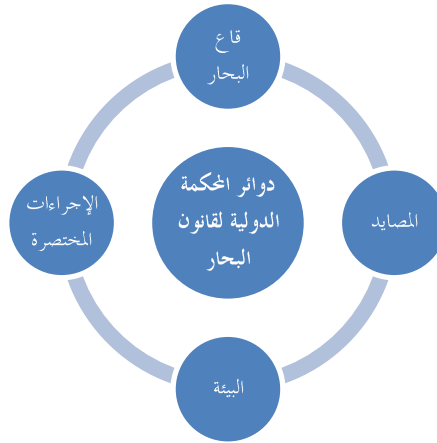 قاع
البحار
دوائر المحكمة
الدولية لقانون
البحار
المصايد
البيئة
الإجراءات
المختصرة